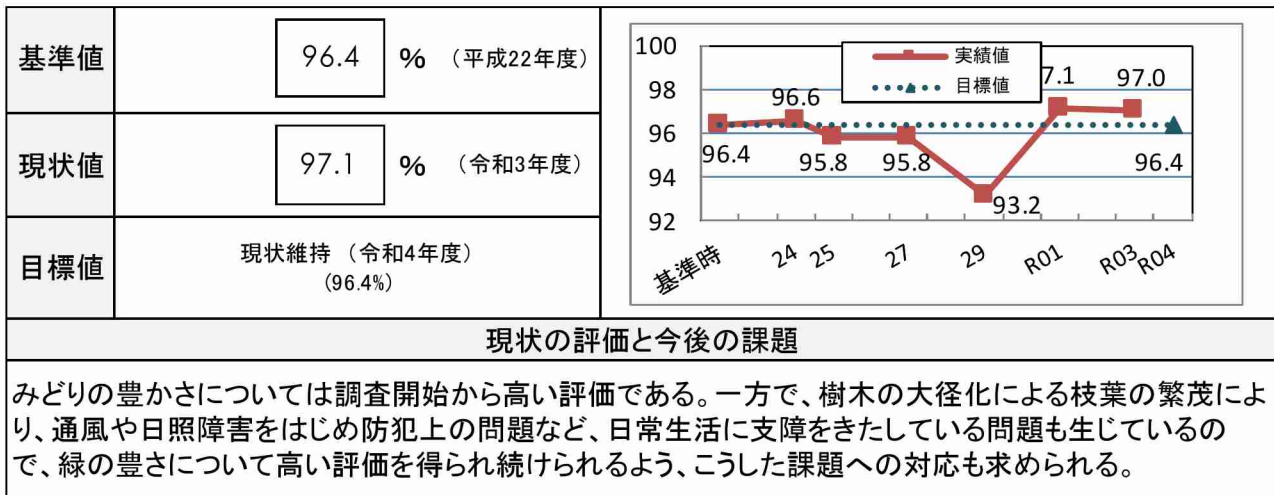 基準値
96.4 % （平成22年度）
現状値
97.1 % （令和3年度）
目標値
現状維持 （令和4年度）
(96.4%)
実績値
目標値
100
98
96
94
92
96.4
96.6
95.8
95.8
93.2
7.1
97.0
96.4
基準時
24
25
27
29
R01
R03
R04
現状の評価と今後の課題
みどりの豊かさについては調査開始から高い評価である。一方で、樹木の大径化による枝葉の繁茂によ
り、通風や日照障害をはじめ防犯上の問題など、日常生活に支障をきたしている問題も生じているの
で、緑の豊さについて高い評価を得られ続けられるよう、こうした課題への対応も求められる。